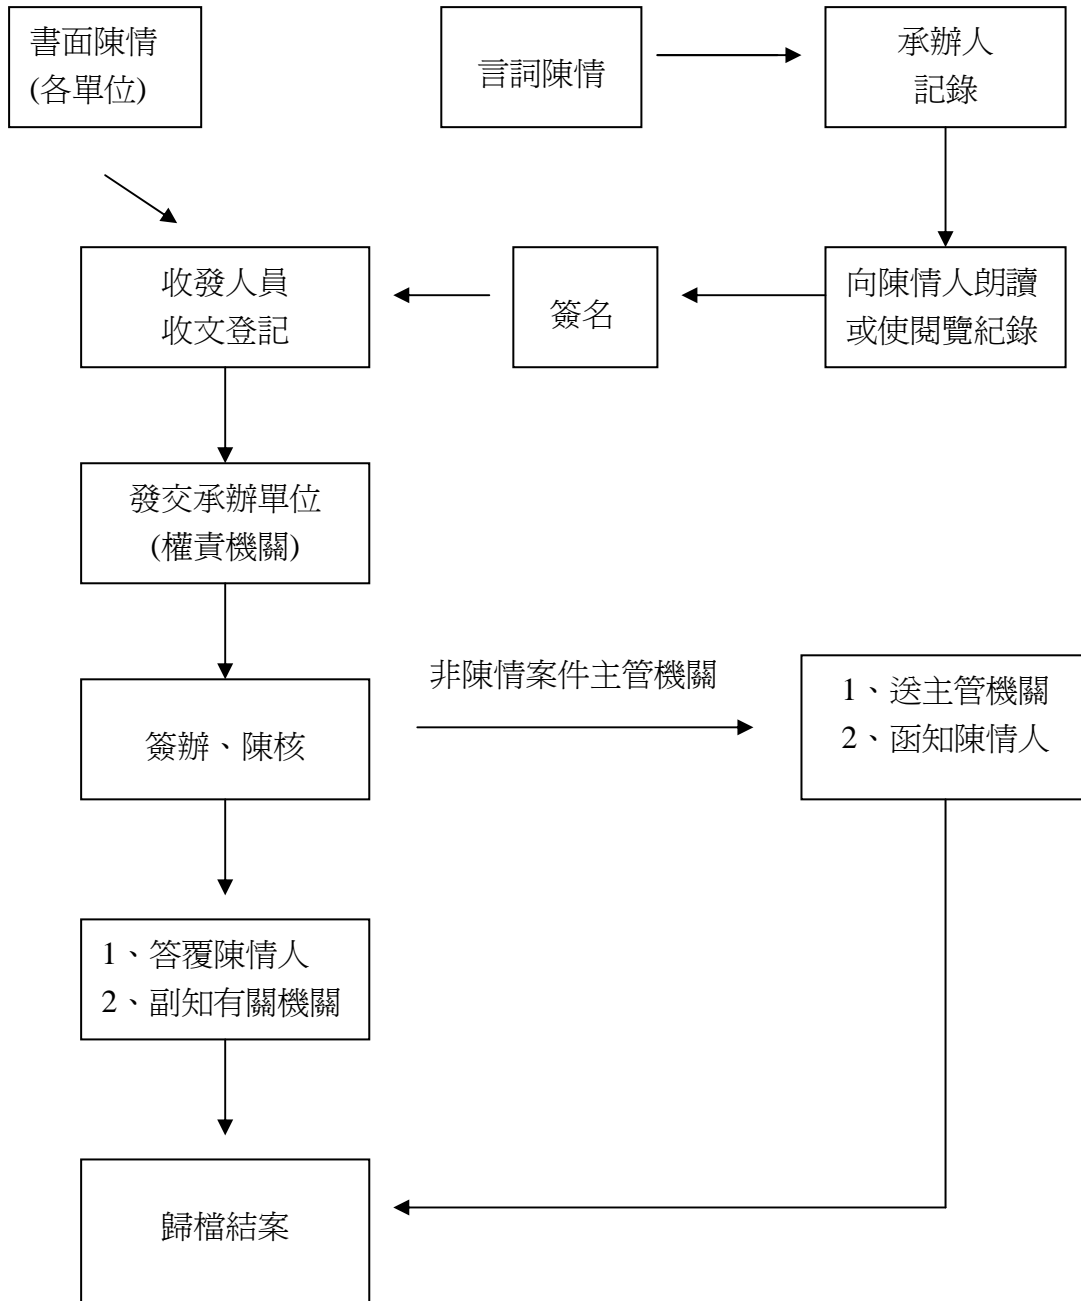 書面陳情
(各單位)
言詞陳情
承辦人
記錄
收發人員
收文登記
簽名
向陳情人朗讀
或使閱覽紀錄
發交承辦單位
(權責機關)
簽辦、陳核
非陳情案件主管機關
1、送主管機關
2、函知陳情人
1、答覆陳情人
2、副知有關機關
歸檔結案